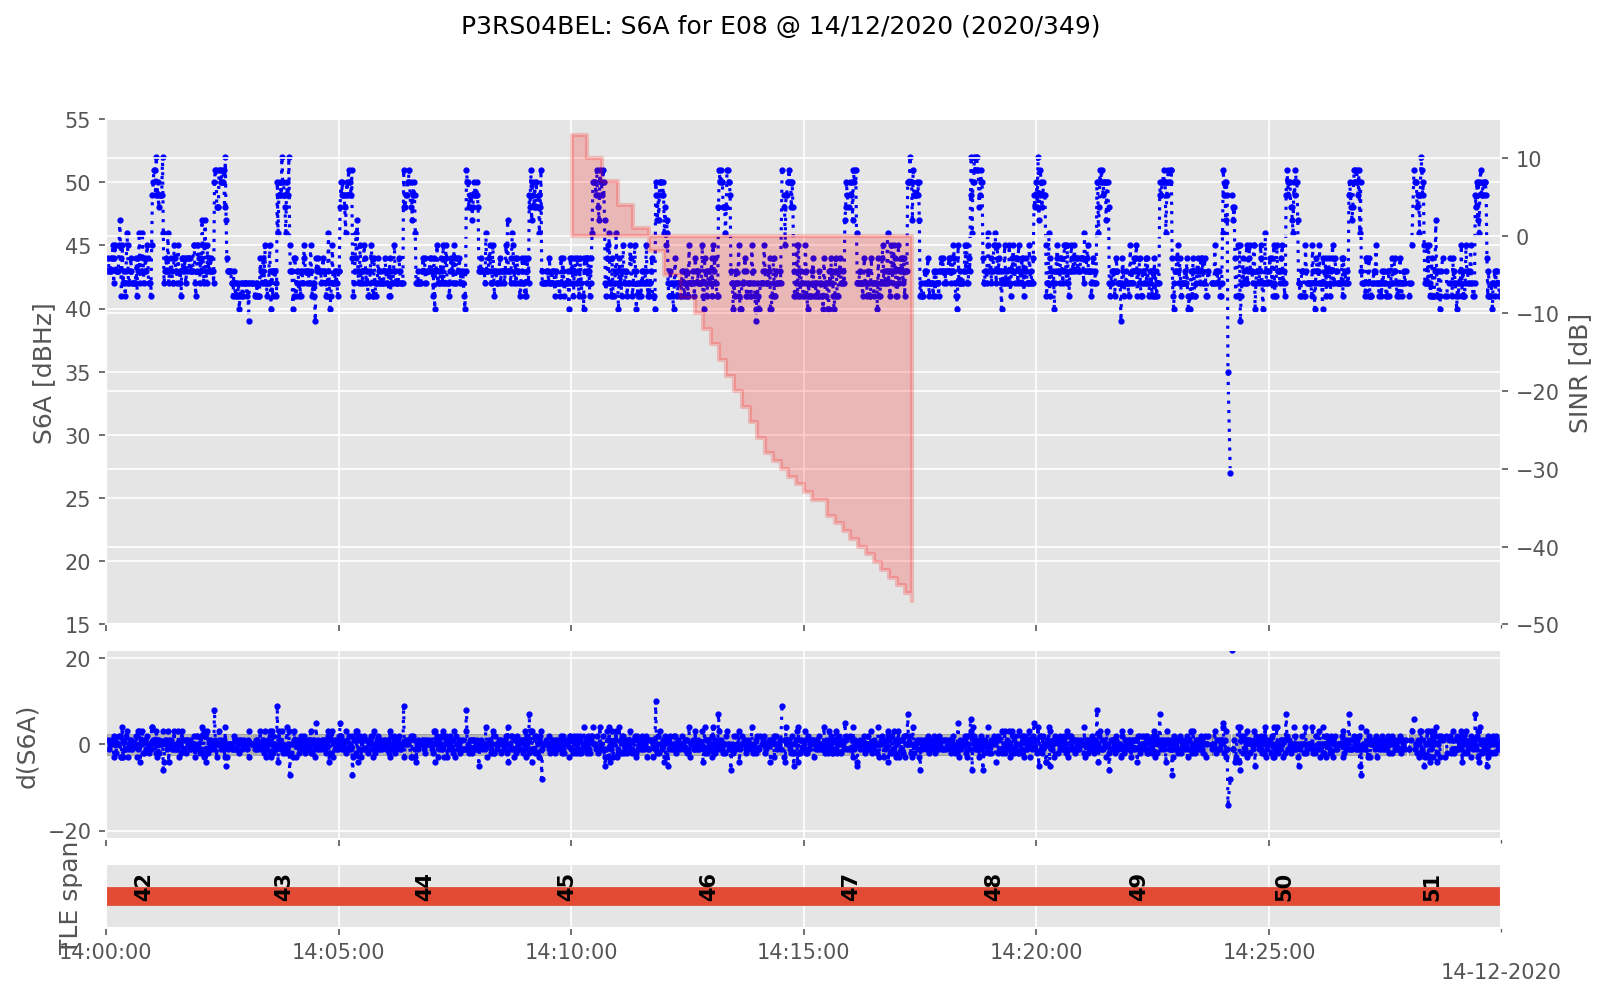 P3RS04BEL: S6A for E08 @ 14/12/2020 (2020/349)
S6A [dBHz]
55
50
45
40
35
30
25
20
15
SINR [dB]
10
0
−10
−20
−30
−40
−50
d(S6A)
20
0
−20
TLE span
42 43 44 45 46 47 48 49 50 51
14:00:00 14:05:00 14:10:00 14:15:00 14:20:00 14:25:00
14-12-2020